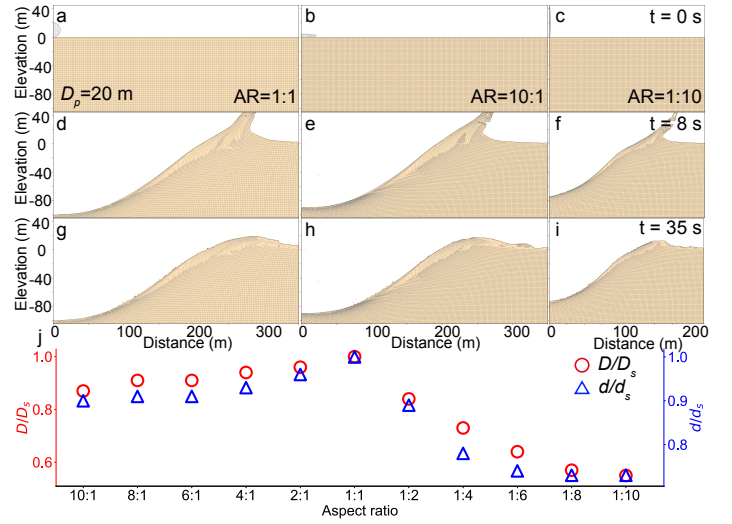 Elevation (m)
40
0
-40
-80
a
D_p=20 m
AR=1:1
b
AR=10:1
c
t = 0 s
AR=1:10
Elevation (m)
40
0
-80
d
e
f
t = 8 s
Elevation (m)
40
0
-40
-80
g
h
i
t = 35 s
0 100 200 300 0 100 200 300 0 100 200
Distance (m) Distance (m) Distance (m)
j
D/D_s
1.0
0.8
0.6
D/D_s
d/d_s
d/d_s
1.0
0.9
0.8
10:1 8:1 6:1 4:1 2:1 1:1 1:2 1:4 1:6 1:8 1:10
Aspect ratio